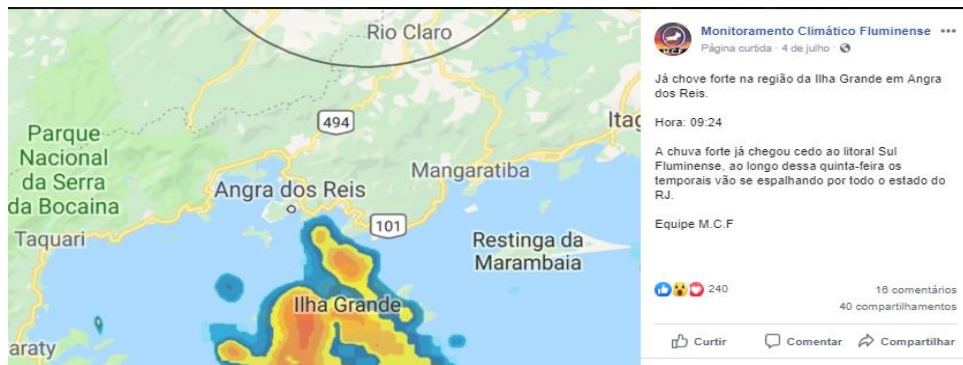 Rio Claro
494
Itag
Parque
Nacional
da Serra
da Bocaina
Mangaratiba
Angra dos Reis
101
Taquari
Restinga da
Marambaia
Ilha Grande
araty
M.C.F
Monitoramento Climático Fluminense
Página curtida · 4 de julho ·
Já chove forte na região da Ilha Grande em Angra
dos Reis.
Hora: 09:24
A chuva forte já chegou cedo ao litoral Sul
Fluminense, ao longo dessa quinta-feira os
temporais vão se espalhando por todo o estado do
RJ.
Equipe M.C.F
240
16 comentários
40 compartilhamentos
Curtir
Comentar
Compartilhar